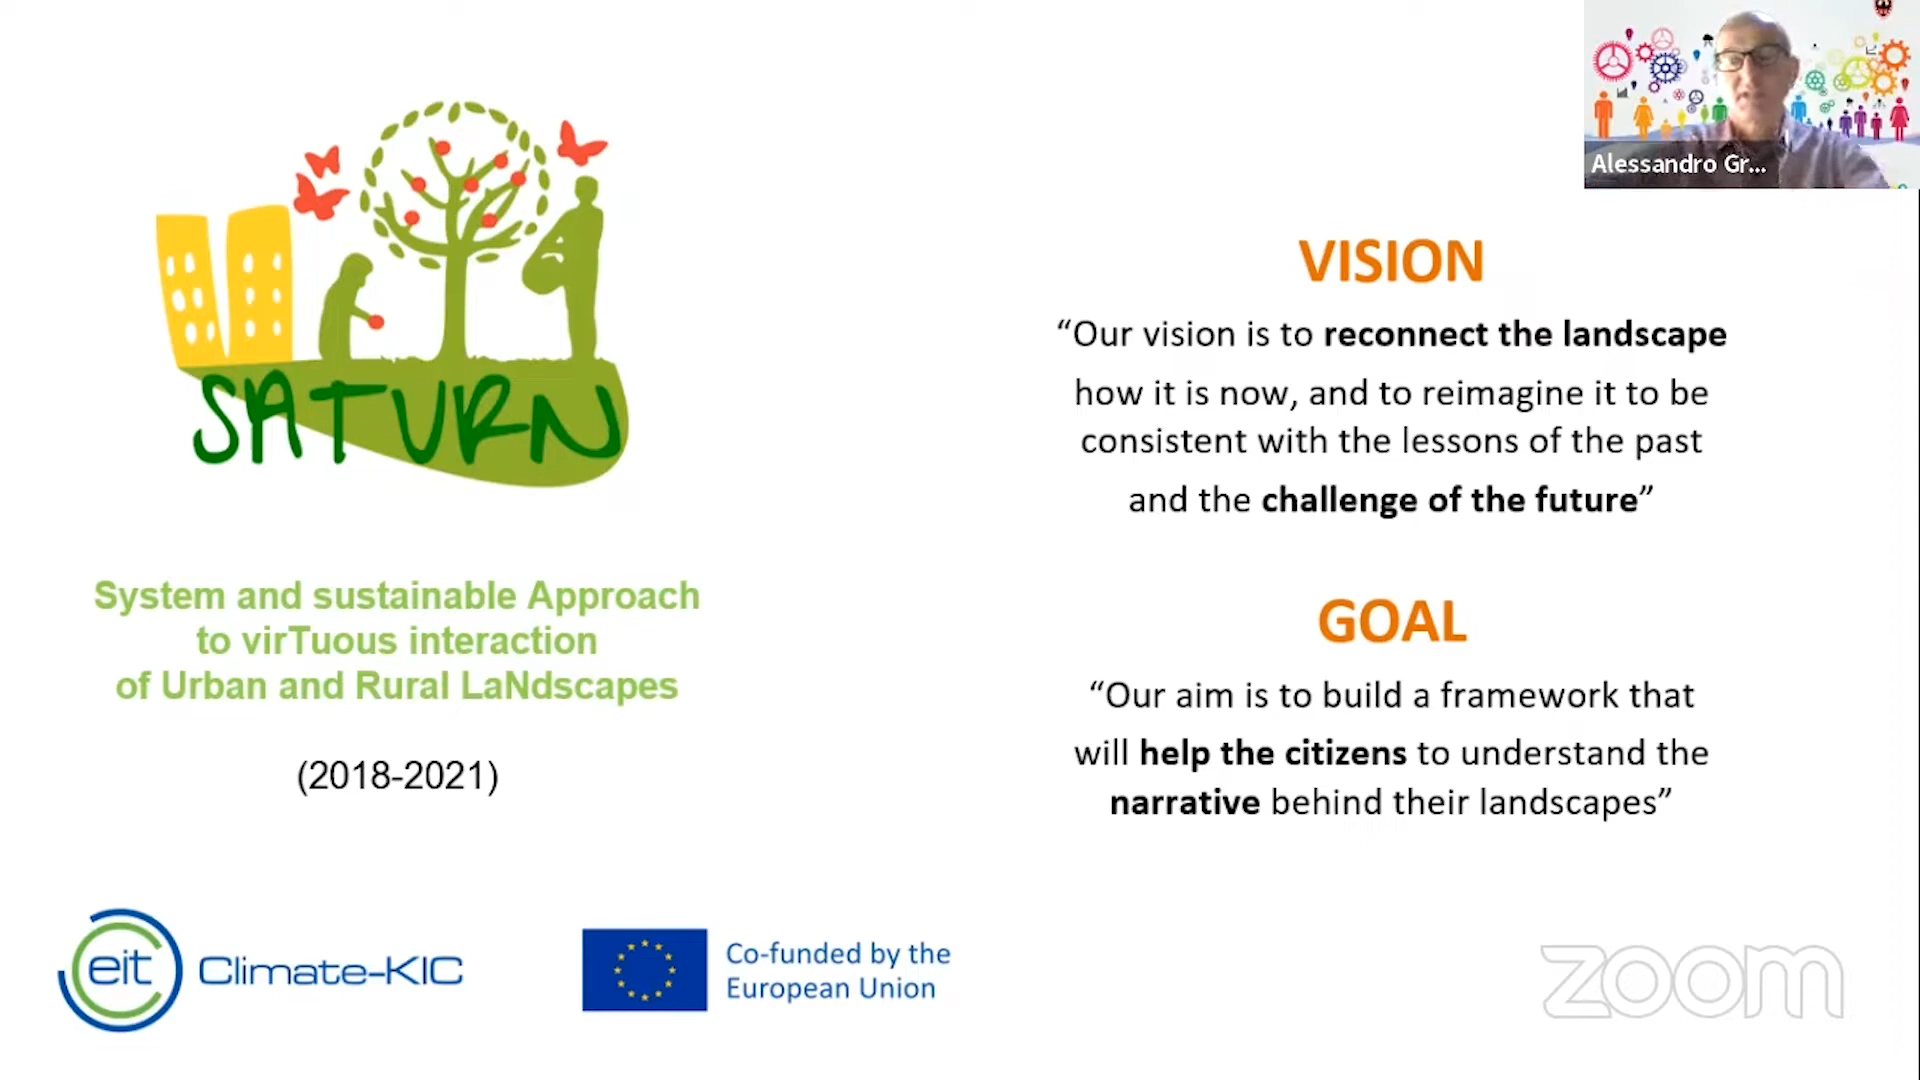 Alessandro Gr...
SATURN
System and sustainable Approach
to virTuous interaction
of Urban and Rural LaNdscapes
(2018-2021)
VISION
“Our vision is to reconnect the landscape
how it is now, and to reimagine it to be
consistent with the lessons of the past
and the challenge of the future”
GOAL
“Our aim is to build a framework that
will help the citizens to understand the
narrative behind their landscapes”
eit Climate-KIC
Co-funded by the
European Union
zoom